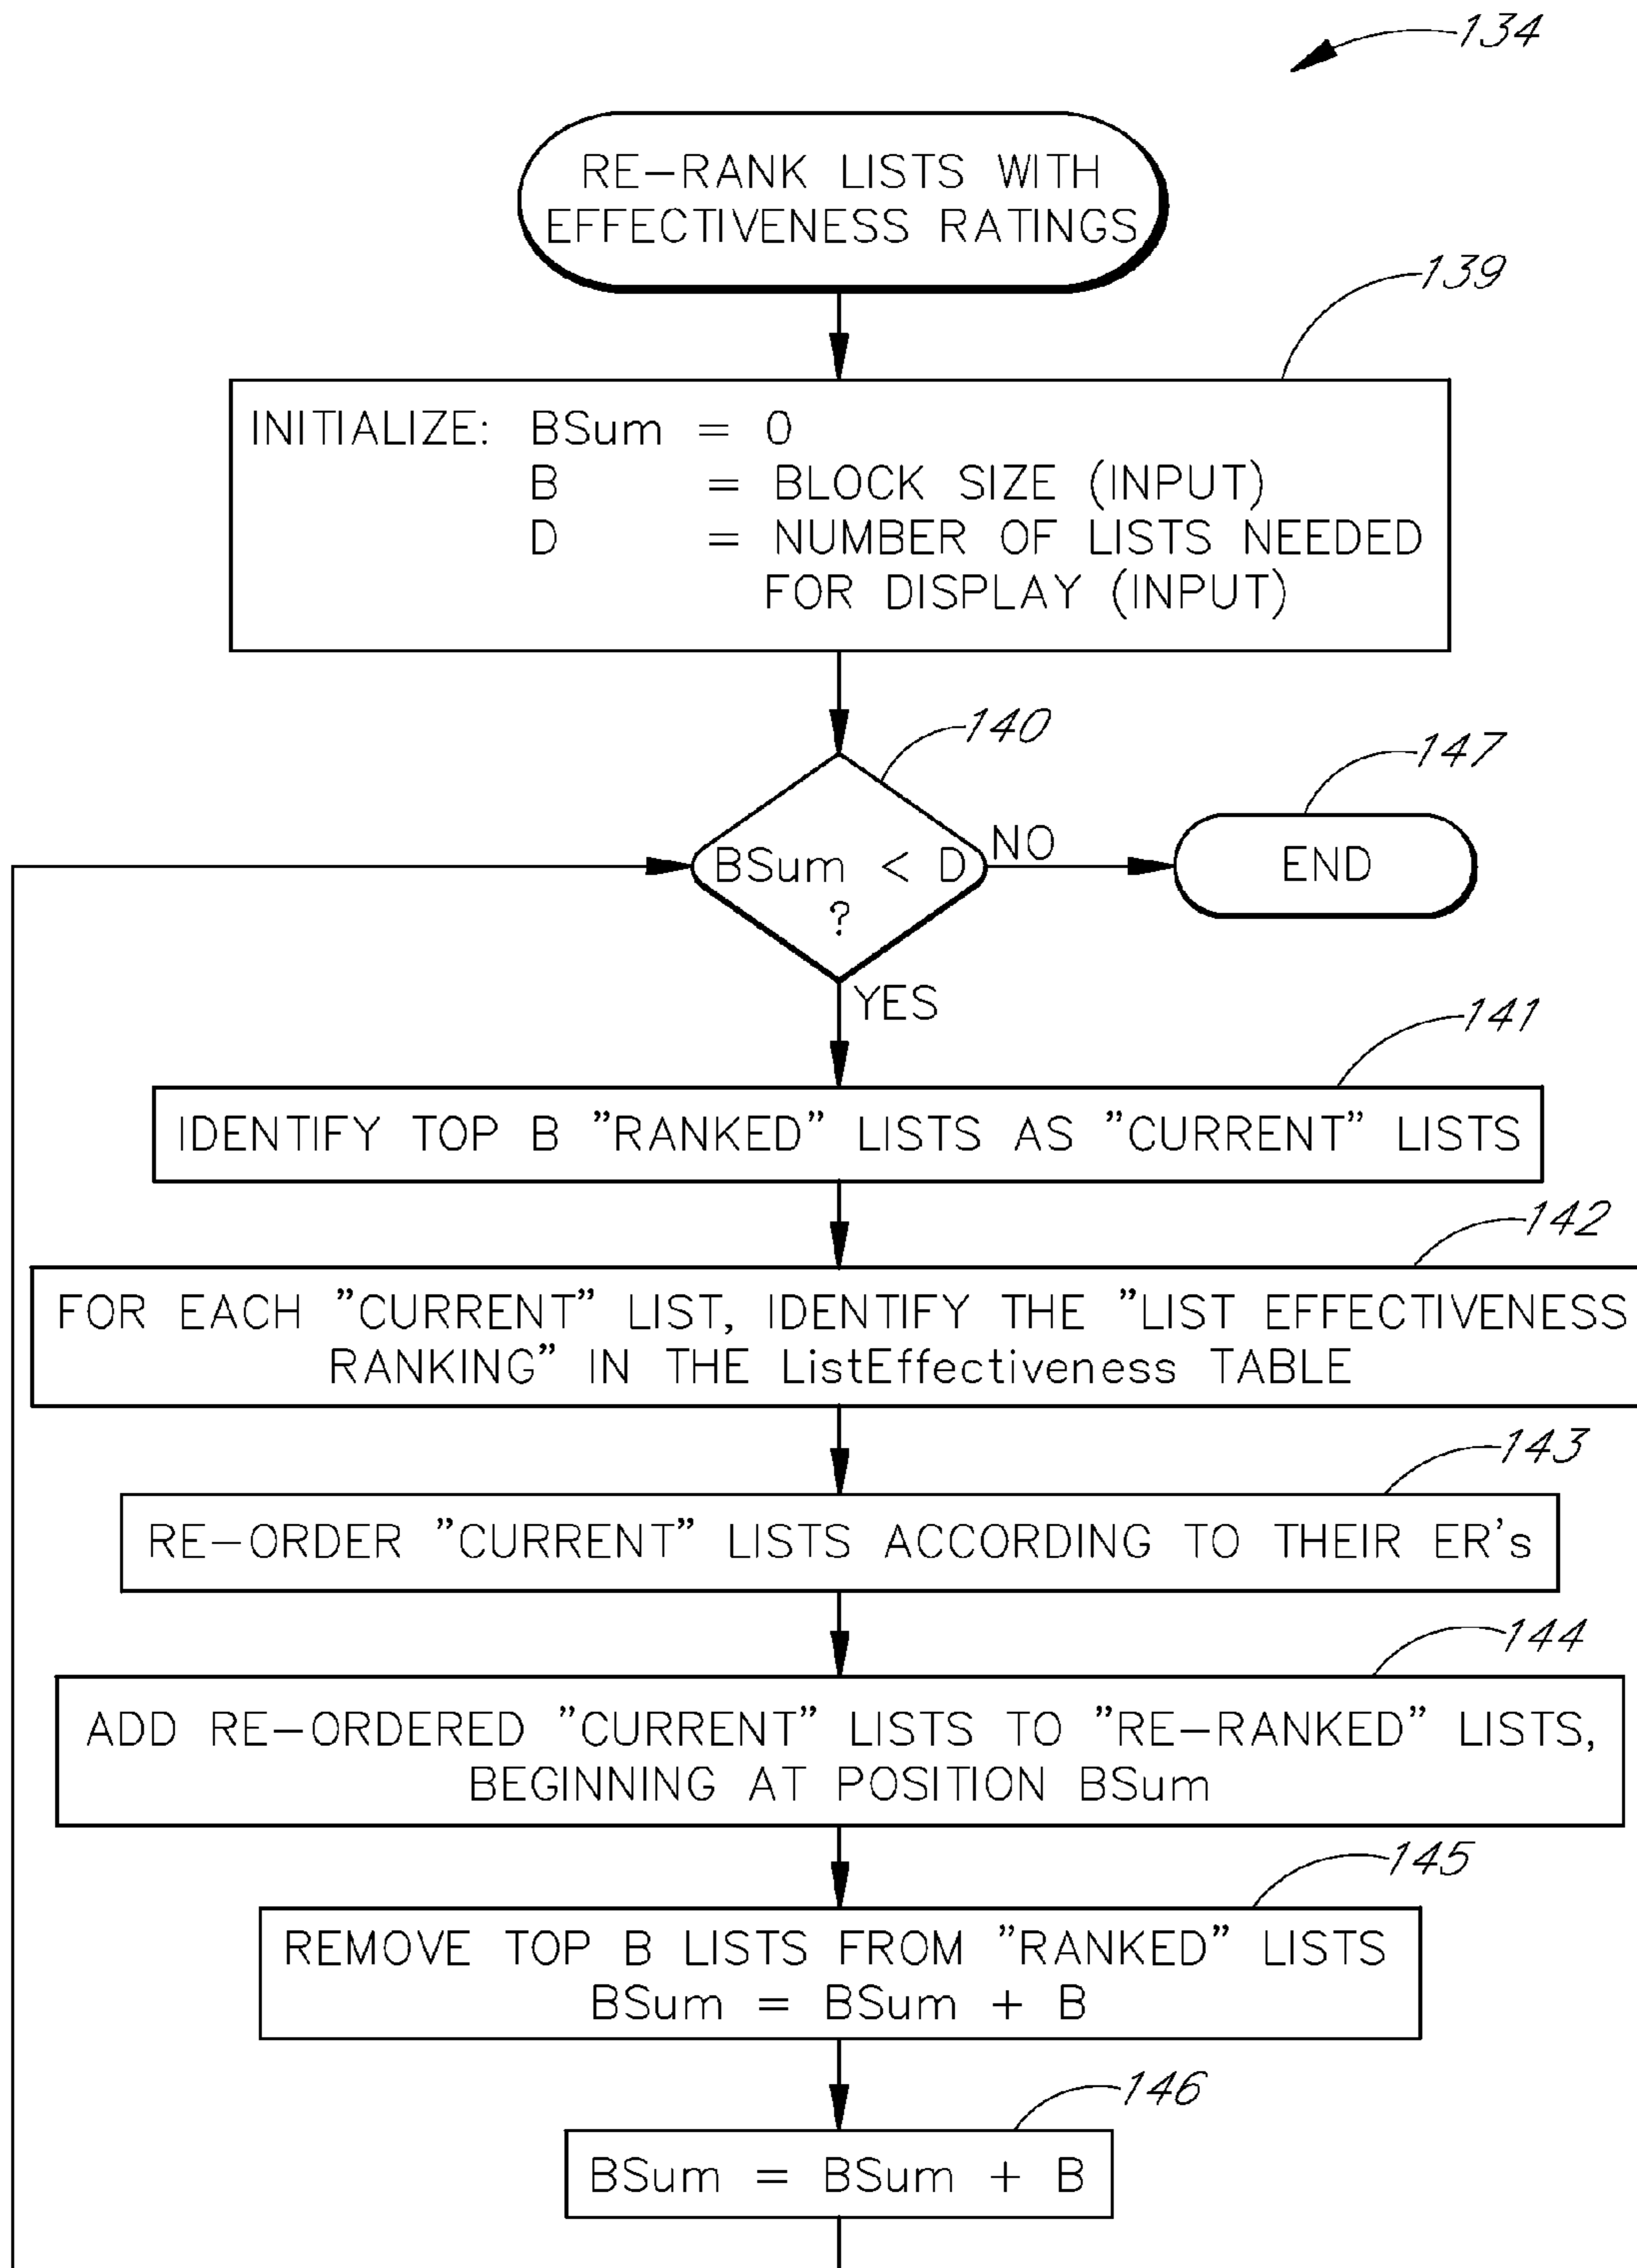 134
RE-RANK LISTS WITH
EFFECTIVENESS RATINGS
139
INITIALIZE: BSum = 0
B = BLOCK SIZE (INPUT)
D = NUMBER OF LISTS NEEDED
FOR DISPLAY (INPUT)
140
147
BSum < D
?
NO
END
YES
141
IDENTIFY TOP B "RANKED" LISTS AS "CURRENT" LISTS
142
FOR EACH "CURRENT" LIST, IDENTIFY THE "LIST EFFECTIVENESS
RANKING" IN THE ListEffectiveness TABLE
143
RE-ORDER "CURRENT" LISTS ACCORDING TO THEIR ER's
144
ADD RE-ORDERED "CURRENT" LISTS TO "RE-RANKED" LISTS,
BEGINNING AT POSITION BSum
145
REMOVE TOP B LISTS FROM "RANKED" LISTS
BSum = BSum + B
146
BSum = BSum + B